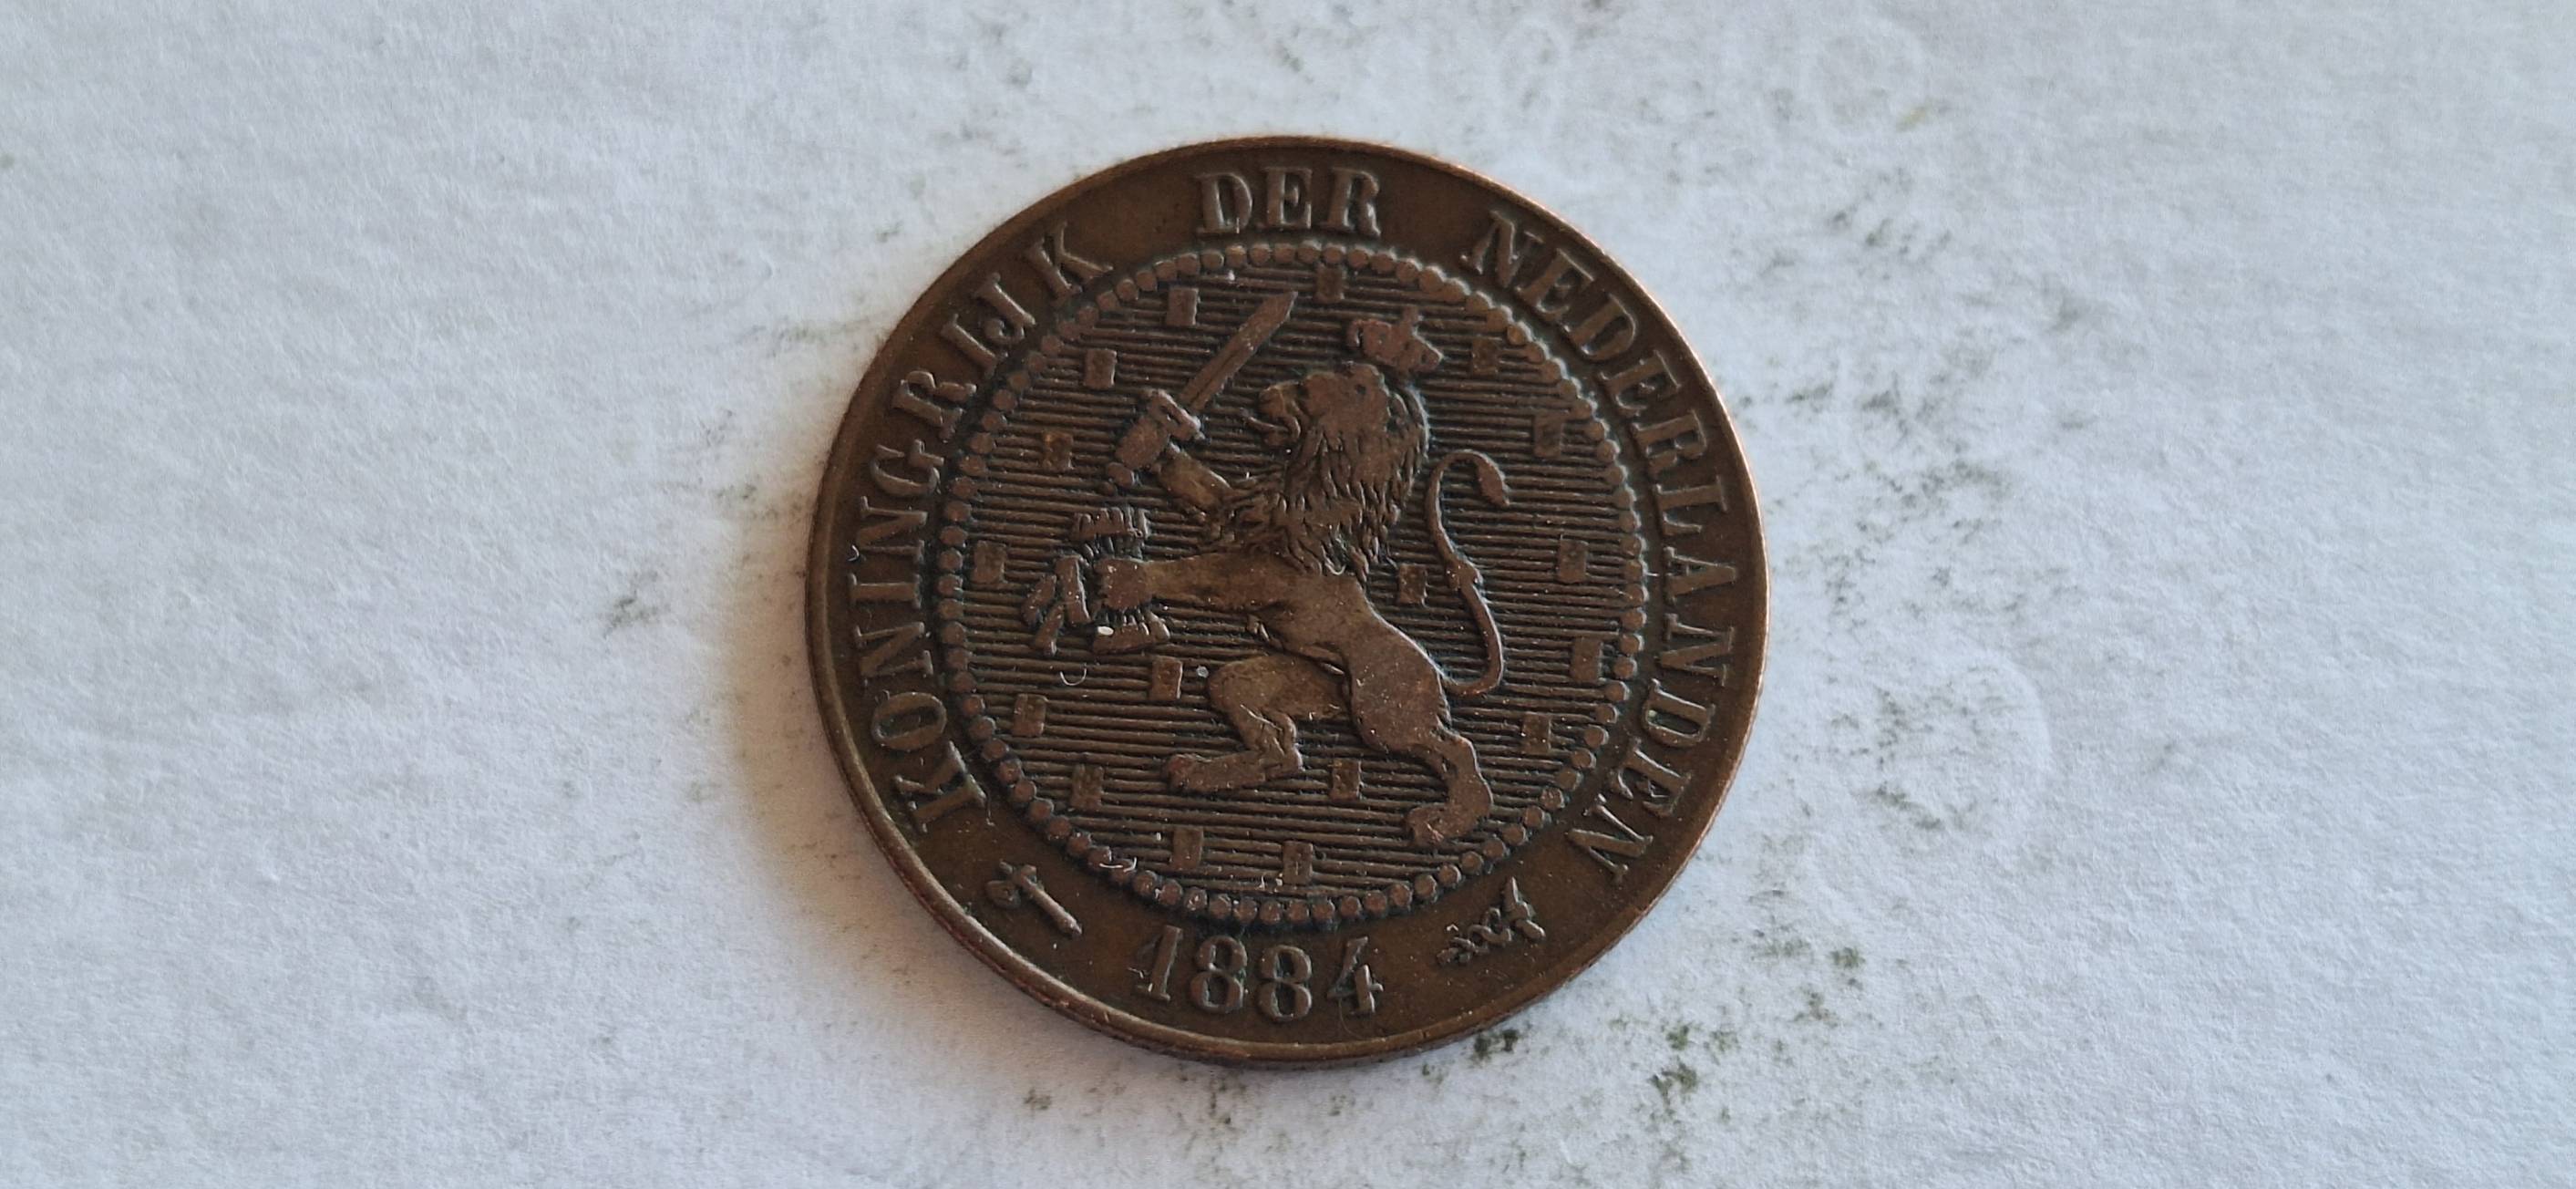 KONINGRIJK DER NEDERLANDEN
1884